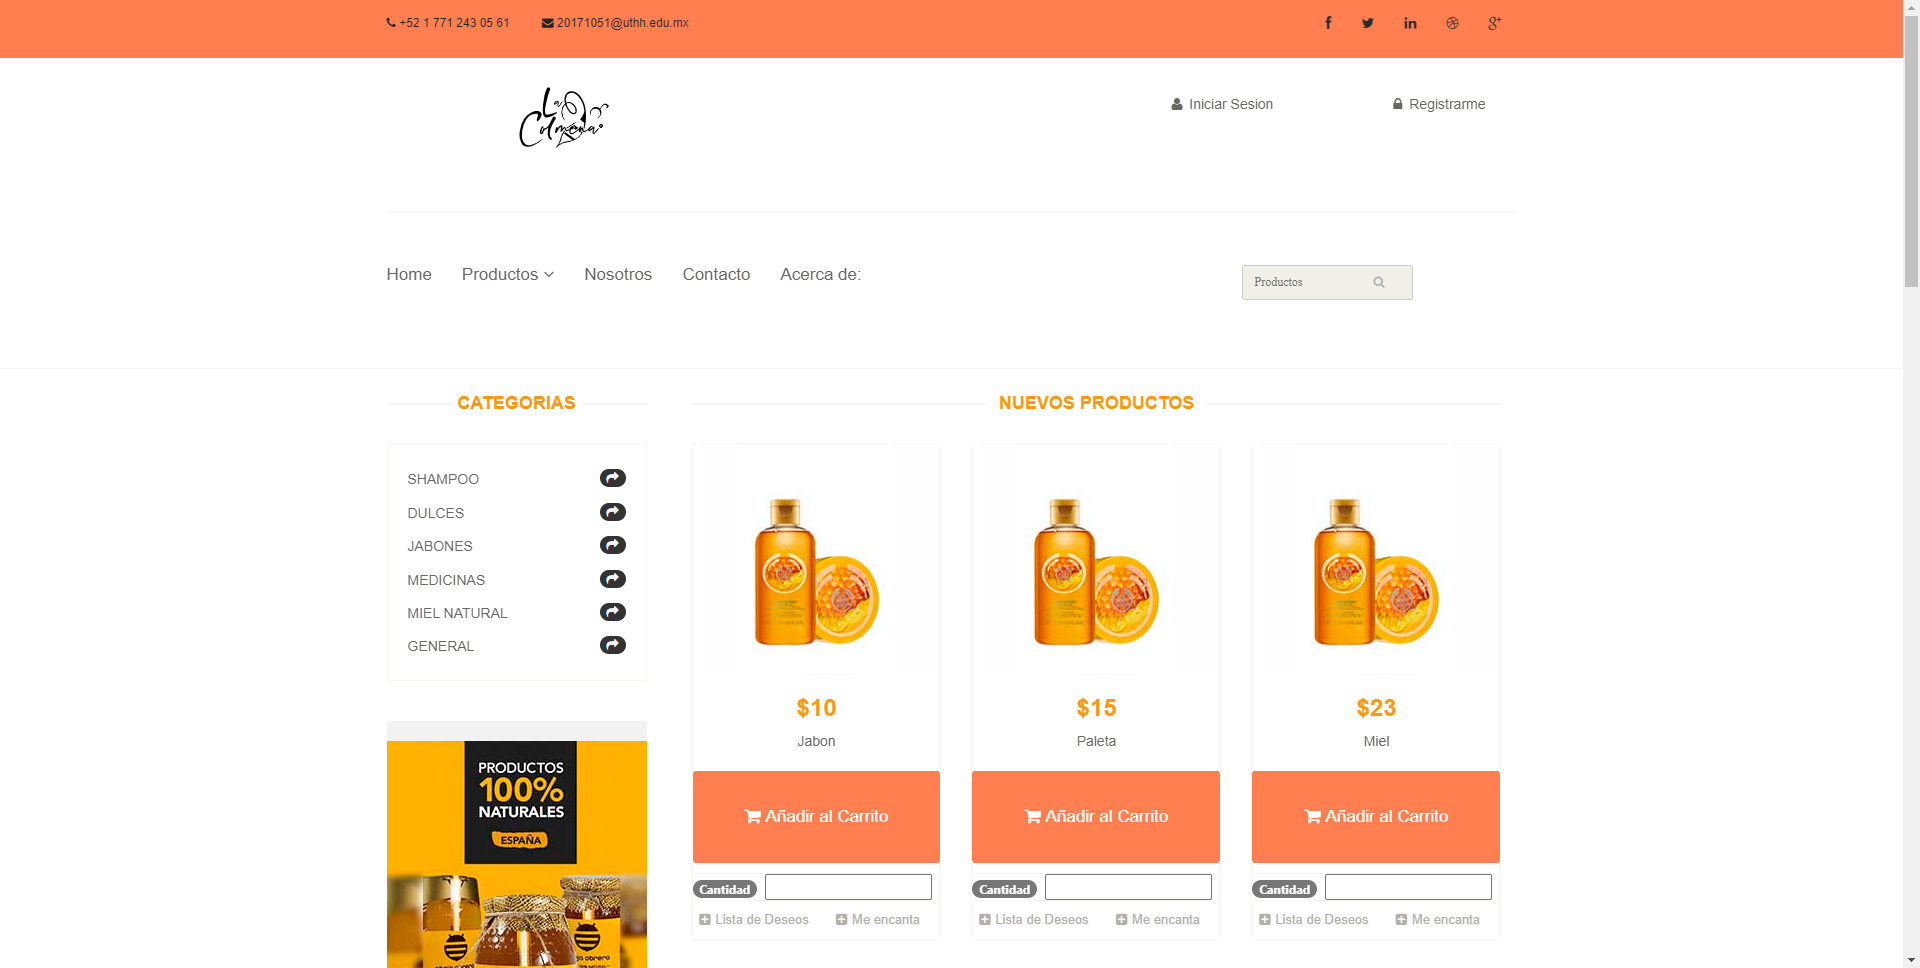 +52 1 771 243 05 61 20171051@uthh.edu.mx
La
Colmena
Iniciar Sesion Registrarme
Home Productos Nosotros Contacto Acerca de:
Productos
CATEGORIAS
SHAMPOO
DULCES
JABONES
MEDICINAS
MIEL NATURAL
GENERAL
PRODUCTOS
100%
NATURALES
ESPAÑA
NUEVOS PRODUCTOS
$10
Jabon
Añadir al Carrito
Cantidad
Lista de Deseos Me encanta
$15
Paleta
Añadir al Carrito
Cantidad
Lista de Deseos Me encanta
$23
Miel
Añadir al Carrito
Cantidad
Lista de Deseos Me encanta